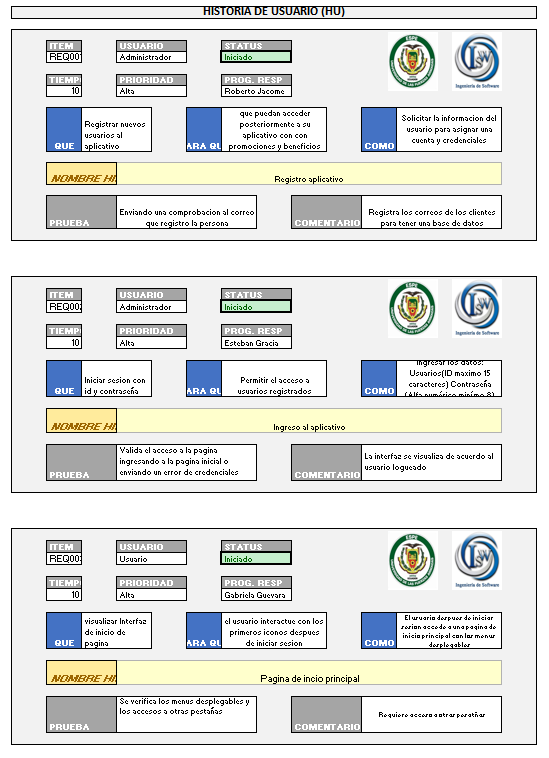 HISTORIA DE USUARIO (HU)
ITEM USUARIO STATUS
REQ00 Administrador Iniciado
TIEMP PRIORIDAD PROG. RESP
10 Alta Roberto Jacome
QUE
Registrar nuevos
usuarios al
aplicativo
ARA QU
que puedan acceder
posteriormente a su
aplicativo con con
promociones y beneficios
COMO
Solicitar la informacion del
usuario para asignar una
cuenta y credenciales
NOMBRE HI Registro aplicativo
PRUEBA
Enviando una comprobacion al correo
que registro la persona
COMENTARIO
Registra los correos de los clientes
para tener una base de datos
ESPE
Ingeniería de Software
ITEM USUARIO STATUS
REQ00 Administrador Iniciado
TIEMP PRIORIDAD PROG. RESP
10 Alta Esteban Gracia
QUE
Iniciar sesion con
id y contraseña
ARA QU
Permitir el acceso a
usuarios registrados
COMO
Ingresar los datos:
Usuarios(ID maximo 15
caracteres) Contraseña
(Alfa numérico minimo 8)
NOMBRE HI Ingreso al aplicativo
PRUEBA
Valida el acceso a la pagina
ingresando a la pagina inicial o
enviando un error de credenciales
COMENTARIO
La interfaz se visualiza de acuerdo al
usuario logueado
ESPE
Ingeniería de Software
ITEM USUARIO STATUS
REQ00 Usuario Iniciado
TIEMP PRIORIDAD PROG. RESP
10 Alta Gabriela Guevara
QUE
visualizar Interfaz
de inicio de
pagina
ARA QU
el usuario interactue con los
primeros iconos despues
de iniciar sesion
COMO
El usuario despues de iniciar
sesion accede a una pagina de
inicio principal con los menus
desplegables
NOMBRE HI Pagina de incio principal
PRUEBA
Se verifica los menus desplegables y
los accesos a otras pestañas
COMENTARIO
Requiere acceso a otras pestañas
ESPE
Ingeniería de Software